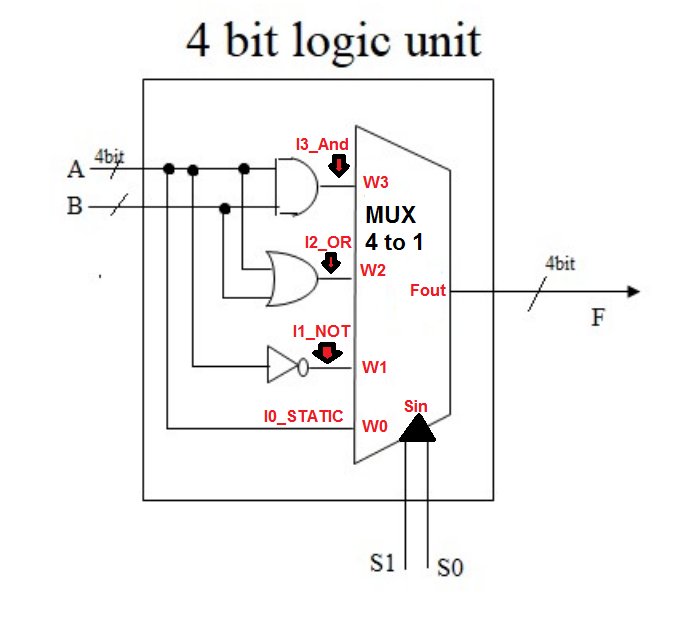 4 bit logic unit
I3_And
A 4bit
W3
B
MUX
4 to 1
I2_OR
W2
4bit
Fout
F
I1_NOT
W1
Sin
I0_STATIC
W0
S1
S0